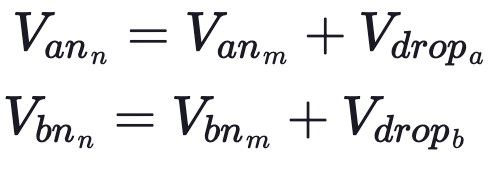 V_{an_n} = V_{an_m} + V_{drop_a}
V_{bn_n} = V_{bn_m} + V_{drop_b}